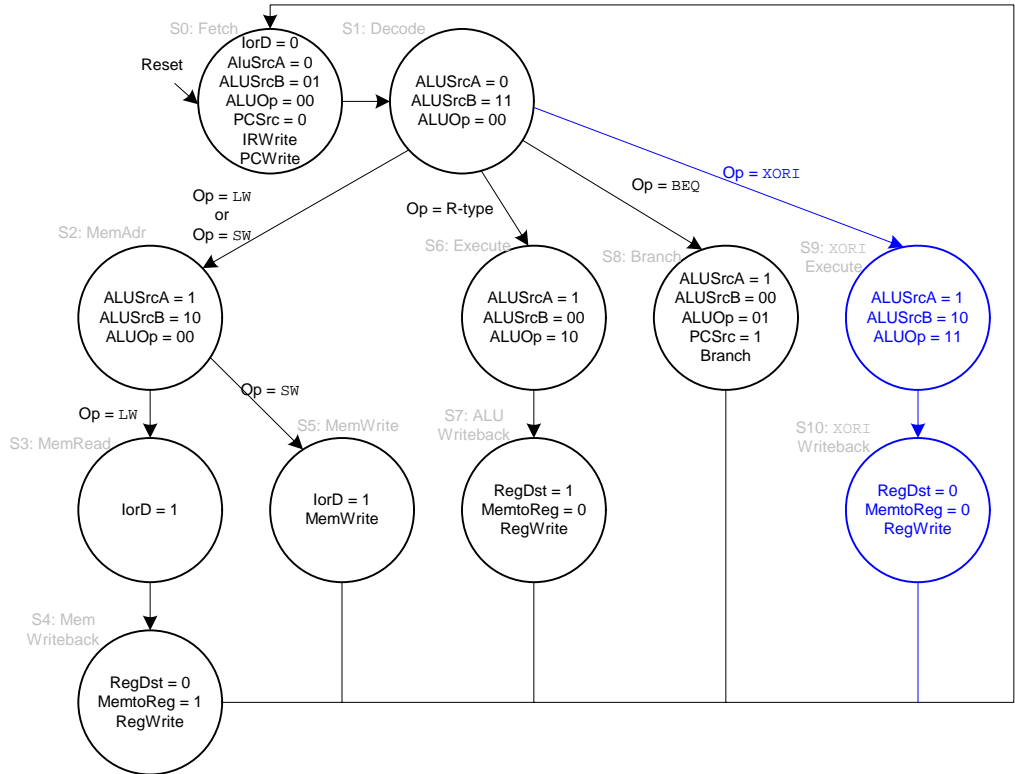 S0: Fetch
S1: Decode
Reset
IorD = 0
AluSrcA = 0
ALUSrcB = 01
ALUOp = 00
PCSrc = 0
IRWrite
PCWrite
ALUSrcA = 0
ALUSrcB = 11
ALUOp = 00
Op = LW
or
Op = SW
Op = R-type
Op = BEQ
Op = XORI
S2: MemAdr
S6: Execute
S8: Branch
S9: XORI
Execute
ALUSrcA = 1
ALUSrcB = 10
ALUOp = 00
ALUSrcA = 1
ALUSrcB = 00
ALUOp = 10
ALUSrcA = 1
ALUSrcB = 00
ALUOp = 01
PCSrc = 1
Branch
ALUSrcA = 1
ALUSrcB = 10
ALUOp = 11
Op = LW
Op = SW
S3: MemRead
S5: MemWrite
S7: ALU
Writeback
S10: XORI
Writeback
IorD = 1
IorD = 1
MemWrite
RegDst = 1
MemtoReg = 0
RegWrite
RegDst = 0
MemtoReg = 0
RegWrite
S4: Mem
Writeback
RegDst = 0
MemtoReg = 1
RegWrite